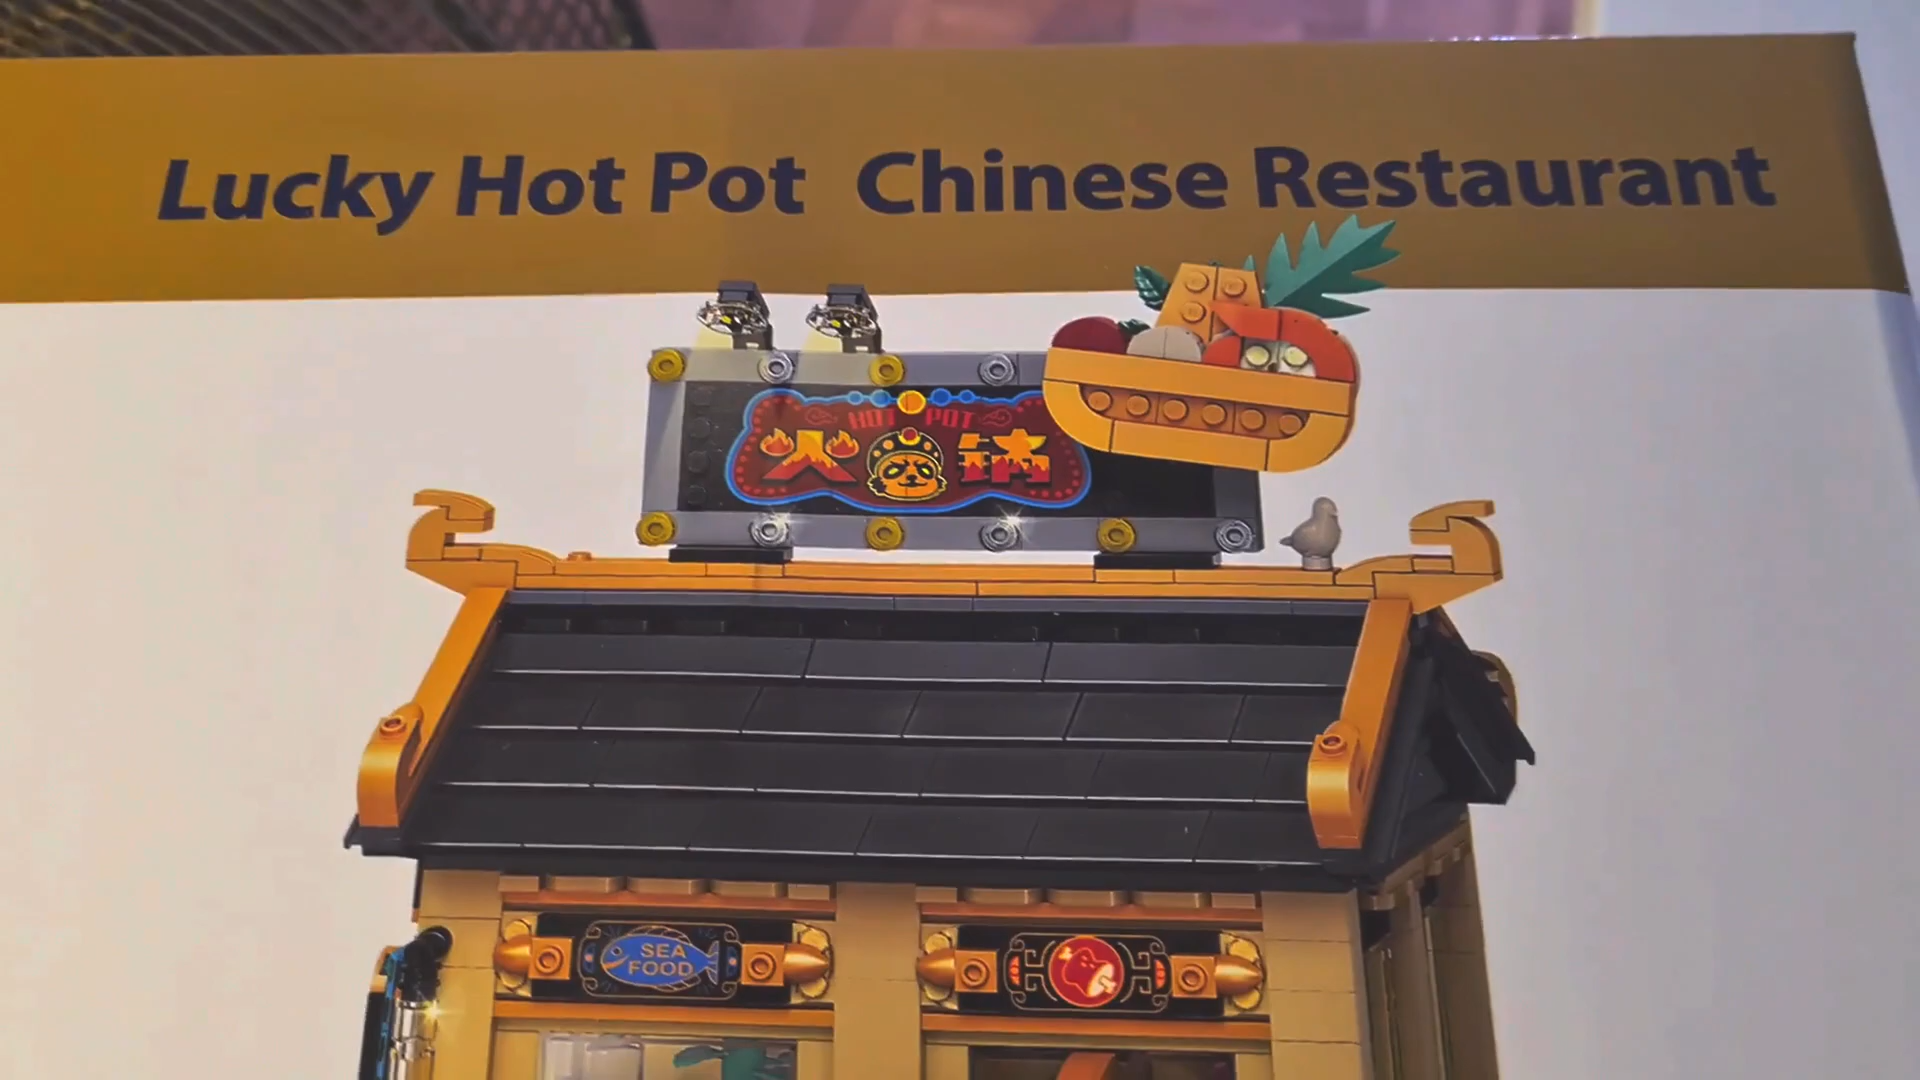 Lucky Hot Pot Chinese Restaurant
HOT POT
火锅
SEA
FOOD